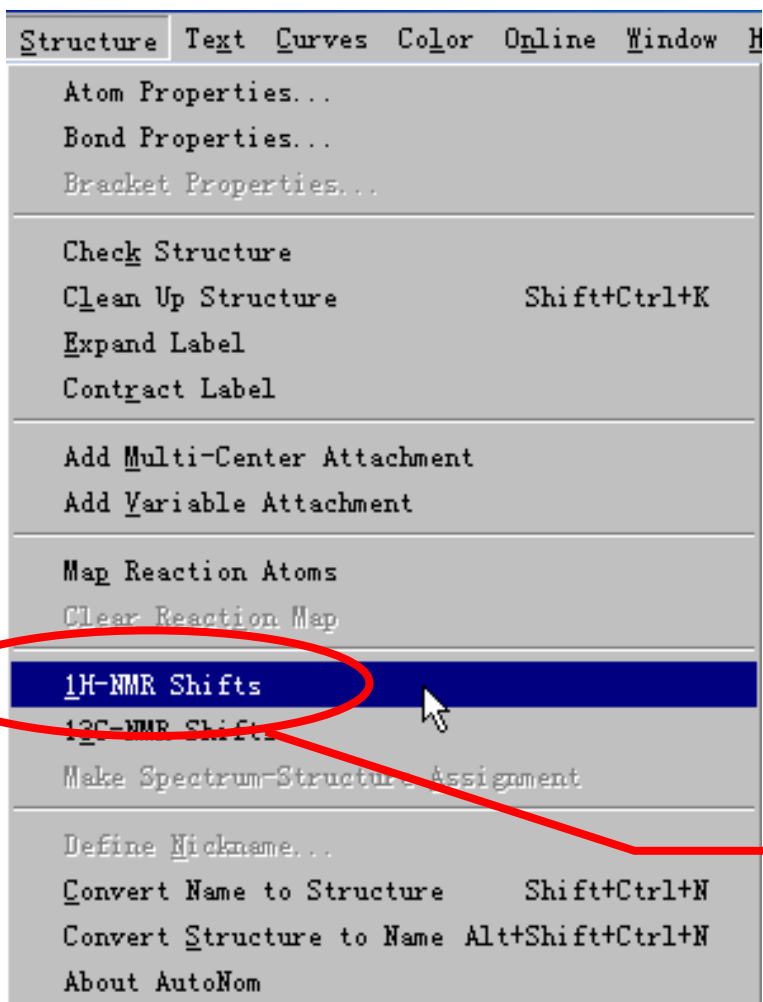 Structure Text Curves Color Online Window H
Atom Properties...
Bond Properties...
Bracket Properties...
Check Structure
Clean Up Structure Shift+Ctrl+K
Expand Label
Contract Label
Add Multi-Center Attachment
Add Variable Attachment
Map Reaction Atoms
Clear Reaction Map
1H-NMR Shifts
13C-NMR Shifts
Make Spectrum-Structure Assignment
Define Nickname...
Convert Name to Structure Shift+Ctrl+N
Convert Structure to Name Alt+Shift+Ctrl+N
About AutoNom